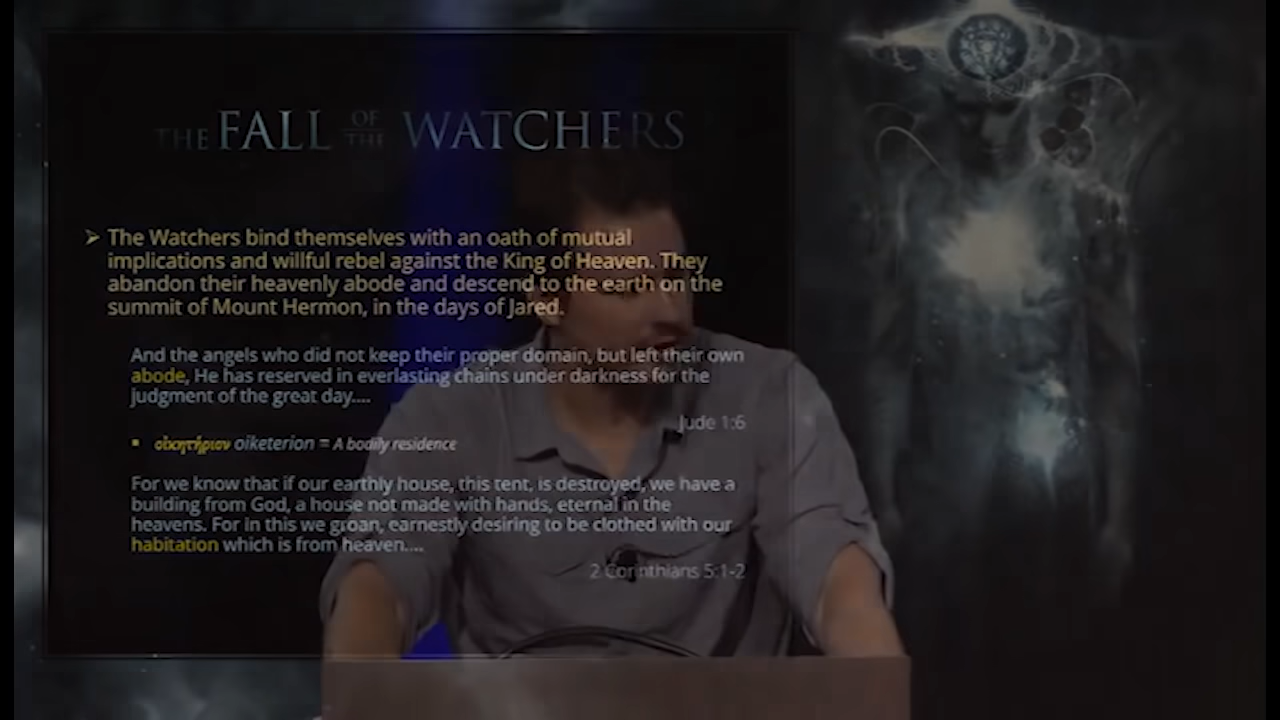 THE FALL OF THE WATCHERS
➢ The Watchers bind themselves with an oath of mutual
implications and willful rebel against the King of Heaven. They
abandon their heavenly abode and descend to the earth on the
summit of Mount Hermon, in the days of Jared.
And the angels who did not keep their proper domain, but left their own
abode, He has reserved in everlasting chains under darkness for the
judgment of the great day....
Jude 1:6
▪ οἰκητήριον oiketerion = A bodily residence
For we know that if our earthly house, this tent, is destroyed, we have a
building from God, a house not made with hands, eternal in the
heavens. For in this we groan, earnestly desiring to be clothed with our
habitation which is from heaven....
2 Corinthians 5:1-2